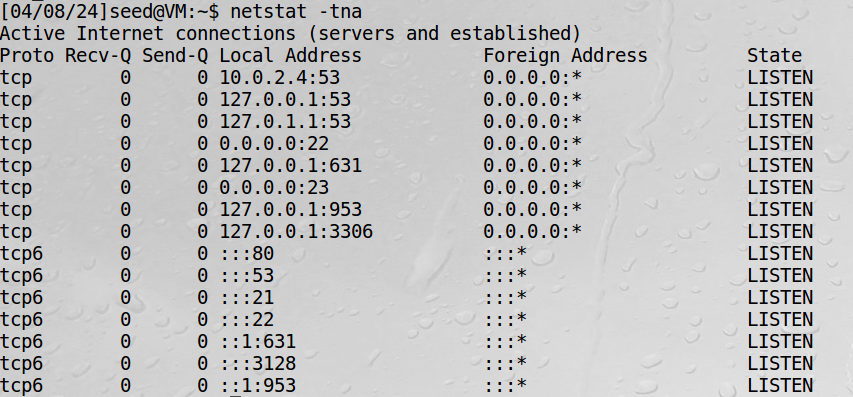 [04/08/24]seed@VM:~$ netstat -tna
Active Internet connections (servers and established)
Proto Recv-Q Send-Q Local Address Foreign Address State
tcp 0 0 10.0.2.4:53 0.0.0.0:* LISTEN
tcp 0 0 127.0.0.1:53 0.0.0.0:* LISTEN
tcp 0 0 127.0.1.1:53 0.0.0.0:* LISTEN
tcp 0 0 0.0.0.0:22 0.0.0.0:* LISTEN
tcp 0 0 127.0.0.1:631 0.0.0.0:* LISTEN
tcp 0 0 0.0.0.0:23 0.0.0.0:* LISTEN
tcp 0 0 127.0.0.1:953 0.0.0.0:* LISTEN
tcp 0 0 127.0.0.1:3306 0.0.0.0:* LISTEN
tcp6 0 0 :::80 :::* LISTEN
tcp6 0 0 :::53 :::* LISTEN
tcp6 0 0 :::21 :::* LISTEN
tcp6 0 0 :::22 :::* LISTEN
tcp6 0 0 ::1:631 :::* LISTEN
tcp6 0 0 :::3128 :::* LISTEN
tcp6 0 0 ::1:953 :::* LISTEN